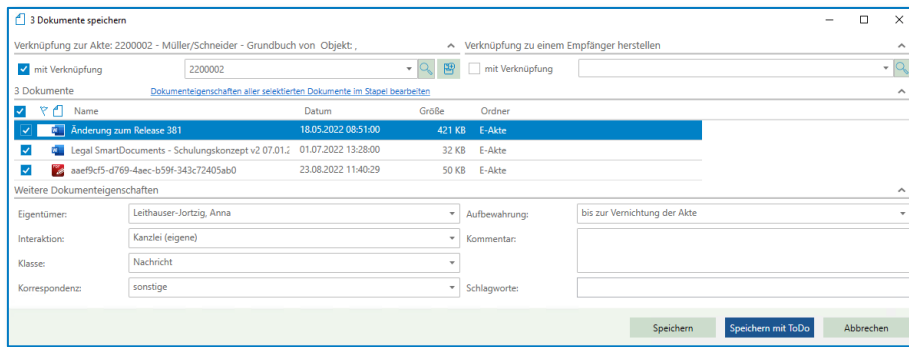 3 Dokumente speichern
Verknüpfung zur Akte: 2200002 - Müller/Schneider - Grundbuch von Objekt: ,
Verknüpfung zu einem Empfänger herstellen
mit Verknüpfung 2200002
mit Verknüpfung
3 Dokumente Dokumenteigenschaften aller selektierten Dokumente im Stapel bearbeiten
Name Datum Größe Ordner
Änderung zum Release 381 18.05.2022 08:51:00 421 KB E-Akte
Legal SmartDocuments - Schulungskonzept v2 07.01.2 01.07.2022 13:28:00 32 KB E-Akte
aaef9cf5-d769-4aec-b59f-343c72405ab0 23.08.2022 11:40:29 50 KB E-Akte
Weitere Dokumenteigenschaften
Eigentümer: Leithauser-Jortzig, Anna Aufbewahrung: bis zur Vernichtung der Akte
Interaktion: Kanzlei (eigene) Kommentar:
Klasse: Nachricht
Korrespondenz: sonstige Schlagworte:
Speichern Speichern mit ToDo Abbrechen